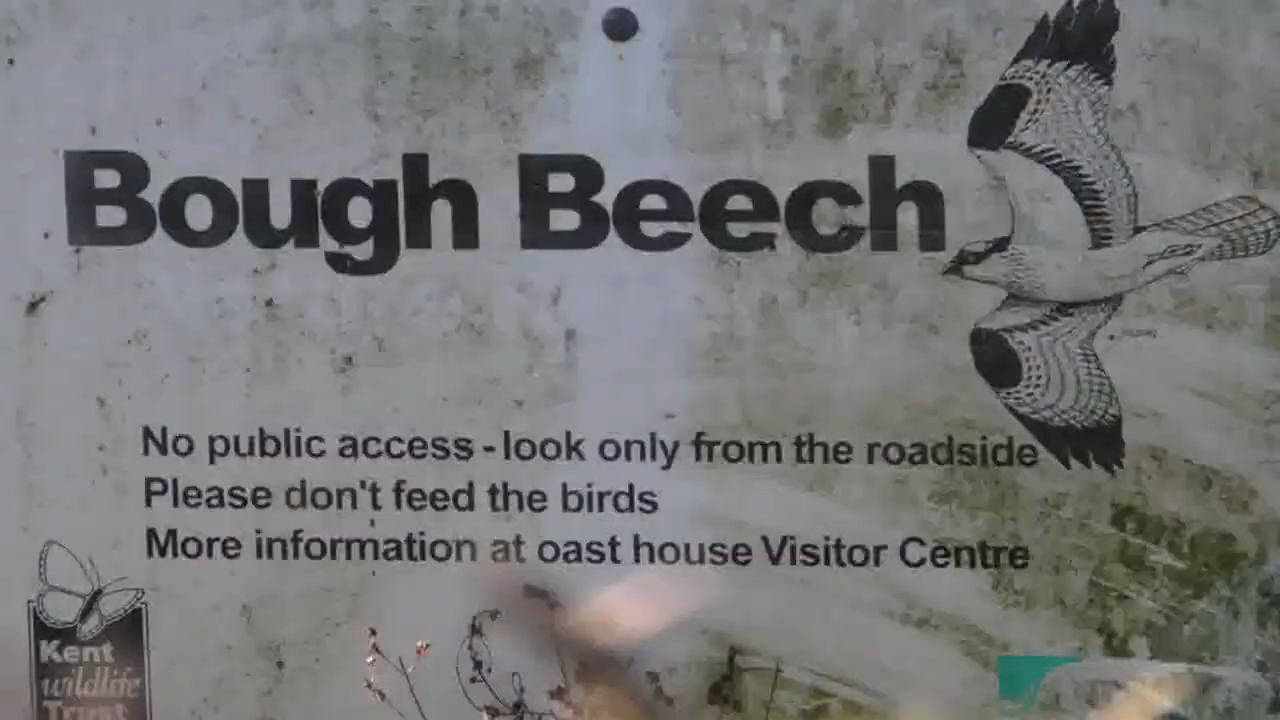 Bough Beech
No public access - look only from the roadside
Please don't feed the birds
More information at oast house Visitor Centre
Kent
wildlife
Trust